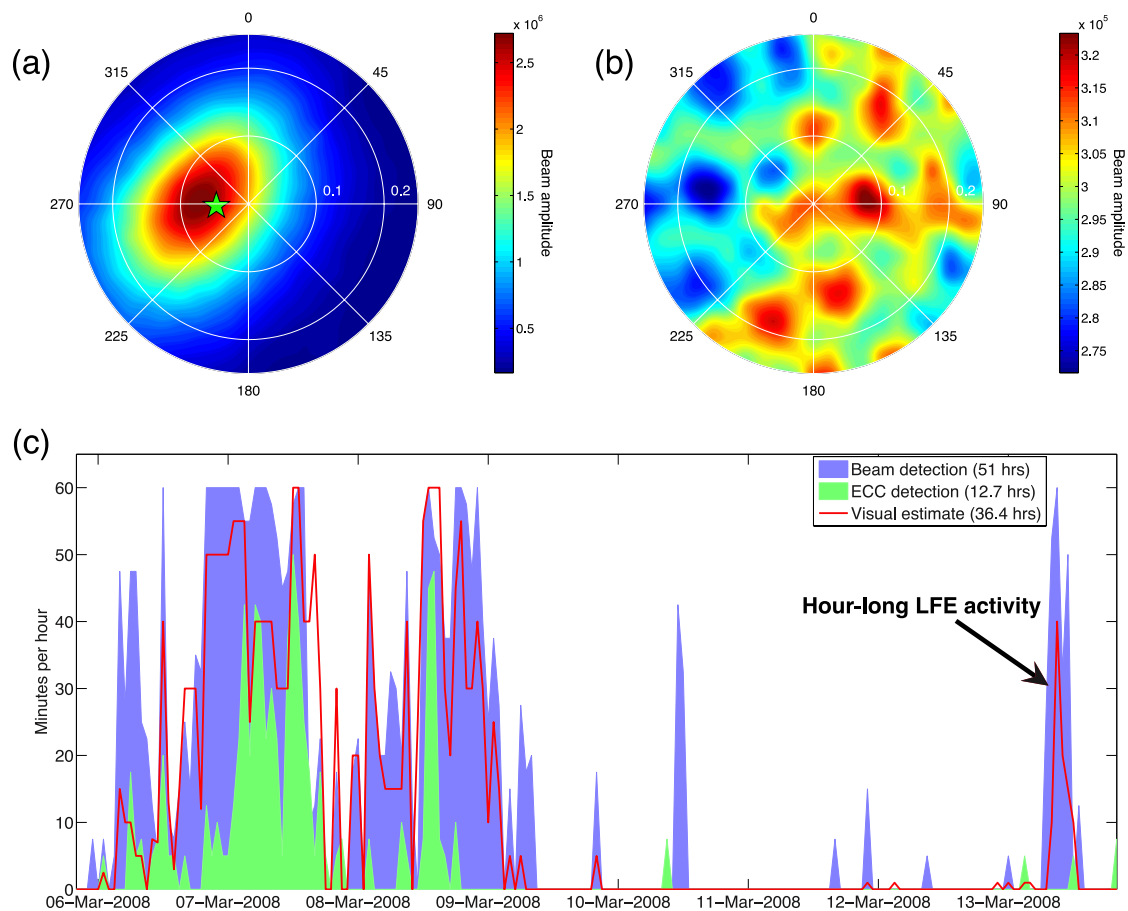 (a)
0
45
90
135
180
225
270
315
0.1
0.2
x 10⁶
2.5
2
1.5
1
0.5
Beam amplitude
(b)
0
45
90
135
180
225
270
315
0.1
0.2
x 10⁵
3.2
3.15
3.1
3.05
3
2.95
2.9
2.85
2.8
2.75
Beam amplitude
(c)
Minutes per hour
60
50
40
30
20
10
0
Beam detection (51 hrs)
ECC detection (12.7 hrs)
Visual estimate (36.4 hrs)
Hour-long LFE activity
06-Mar-2008
07-Mar-2008
08-Mar-2008
09-Mar-2008
10-Mar-2008
11-Mar-2008
12-Mar-2008
13-Mar-2008